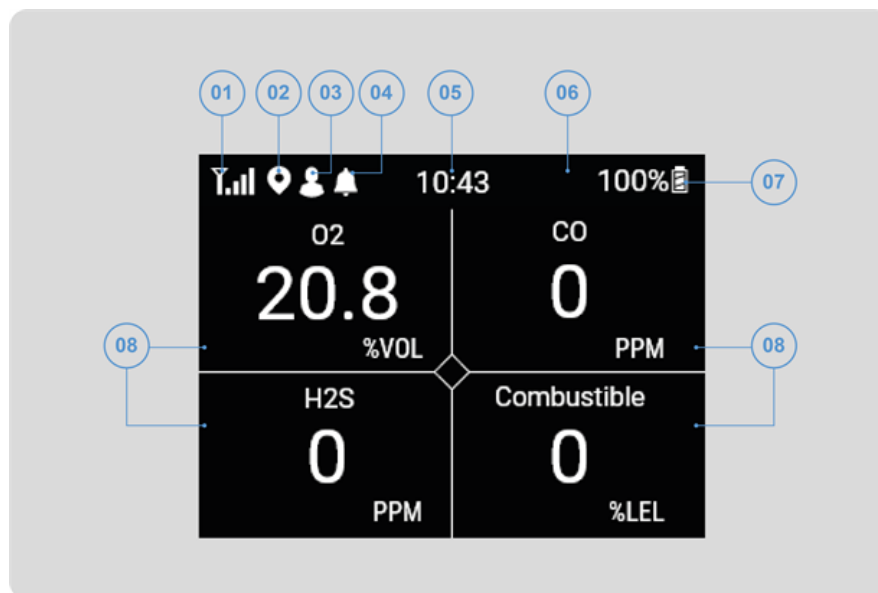 01 02 03 04 05 06
10:43 100% 07
O2 CO
20.8 0
08 %VOL PPM 08
H2S Combustible
0 0
PPM %LEL